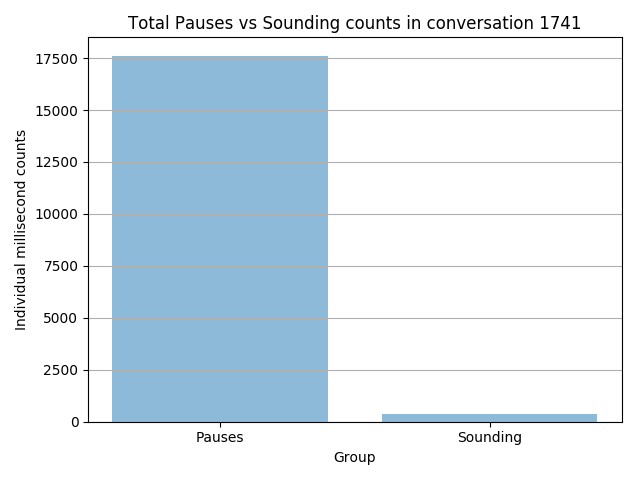 Total Pauses vs Sounding counts in conversation 1741
17500
15000
12500
10000
7500
5000
2500
0
Individual millisecond counts
Pauses
Sounding
Group